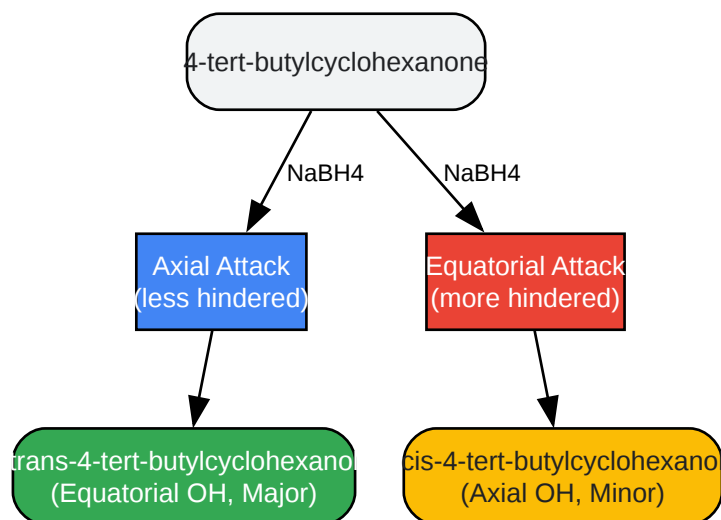 4-tert-butylcyclohexanone
NaBH4
NaBH4
Axial Attack
(less hindered)
Equatorial Attack
(more hindered)
trans-4-tert-butylcyclohexanol
(Equatorial OH, Major)
cis-4-tert-butylcyclohexanol
(Axial OH, Minor)